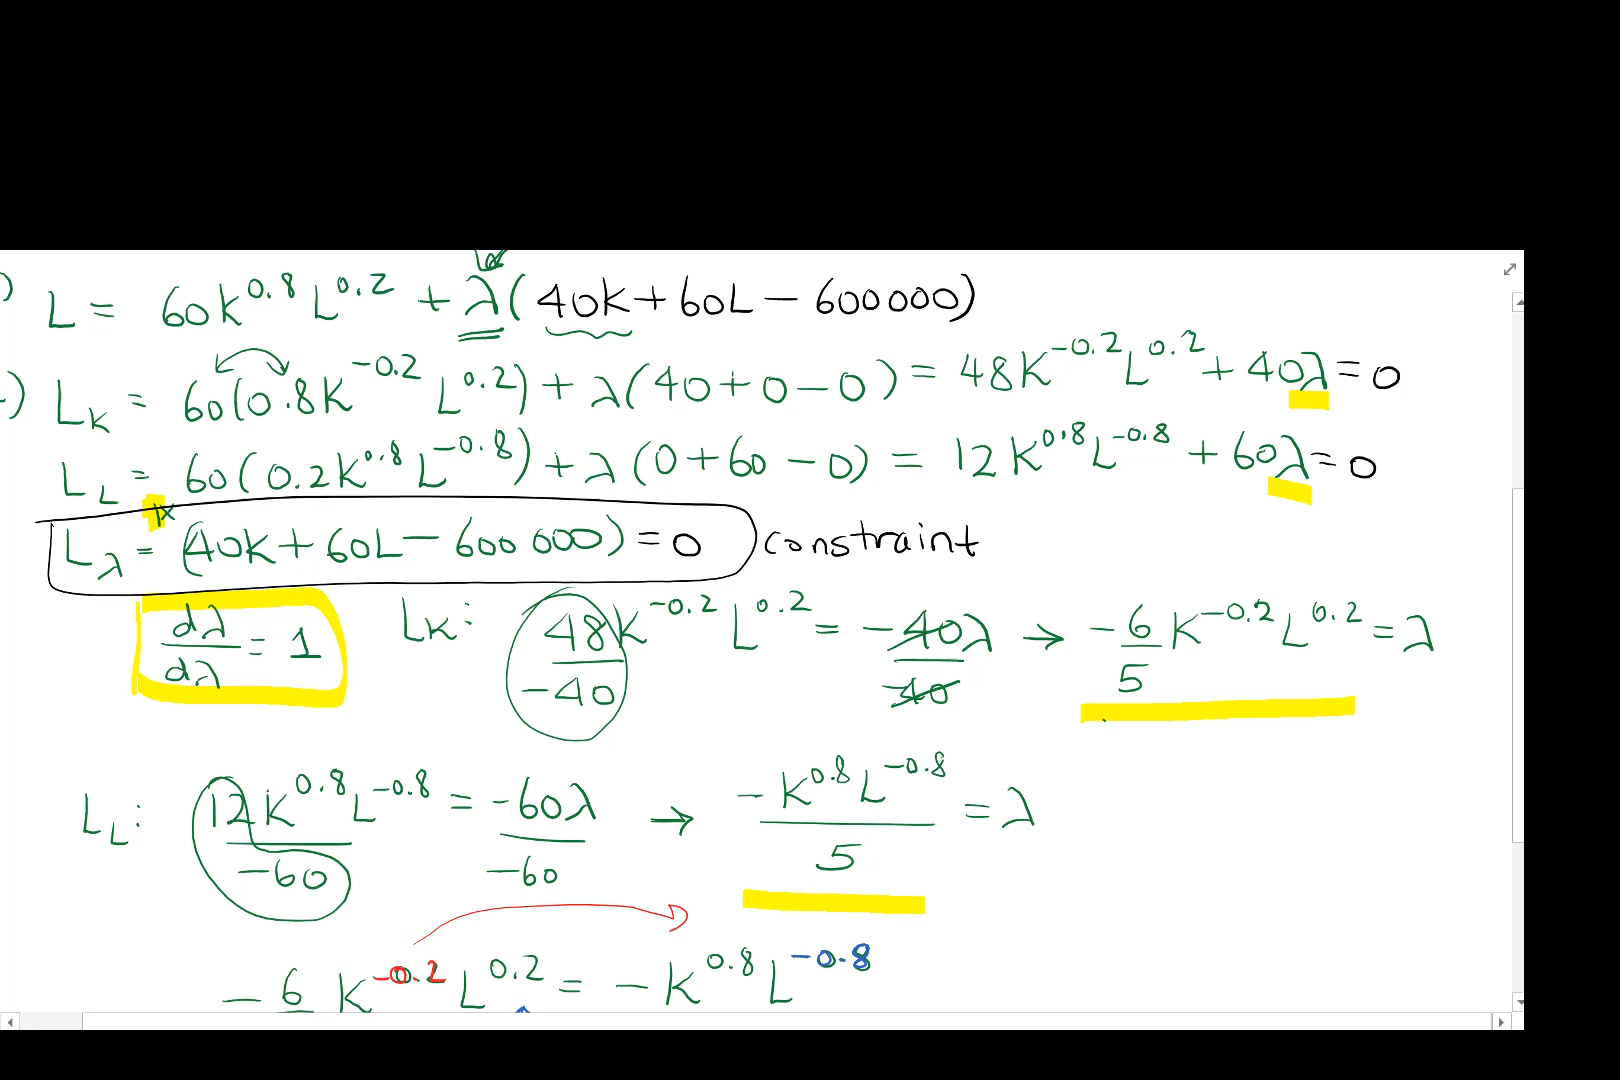 ) L = 60K^0.8 L^0.2 + λ(40K + 60L − 600000)
) L_K = 60(0.8K^−0.2 L^0.2) + λ(40+0−0) = 48K^−0.2 L^0.2 + 40λ = 0
L_L = 60(0.2K^0.8 L^−0.8) + λ(0+60−0) = 12K^0.8 L^−0.8 + 60λ = 0
L_λ = (40K + 60L − 600 000) = 0 constraint
dλ/dλ = 1 L_K: 48K^−0.2 L^0.2/−40 = −40λ/−40 → −6/5 K^−0.2 L^0.2 = λ
L_L: 12K^0.8 L^−0.8/−60 = −60λ/−60 → −K^0.8 L^−0.8/5 = λ
−6 K^−0.2 L^0.2 = −K^0.8 L^−0.8